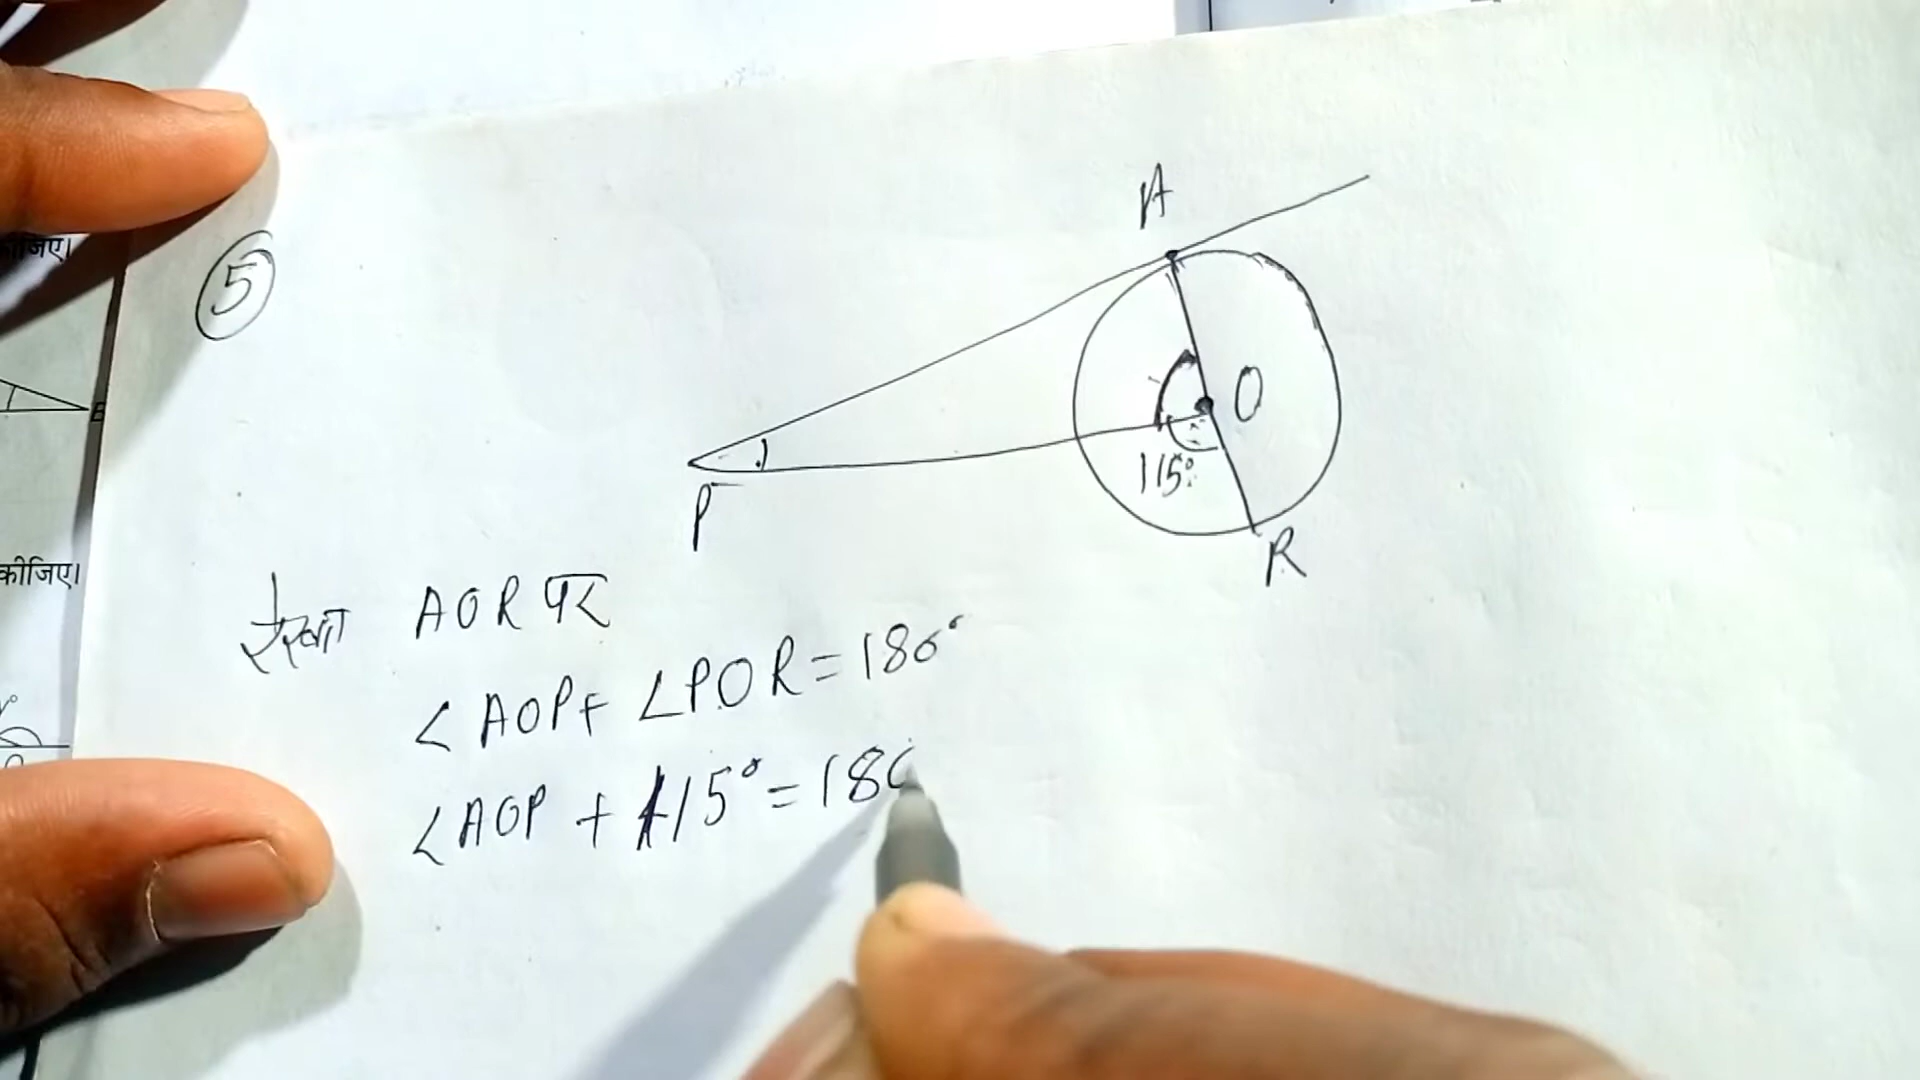 कीजिए।
A
5
O
115°
P
R
कीजिए।
रेखा AOR पर
∠AOP+ ∠POR=180°
∠AOP + 115°=180